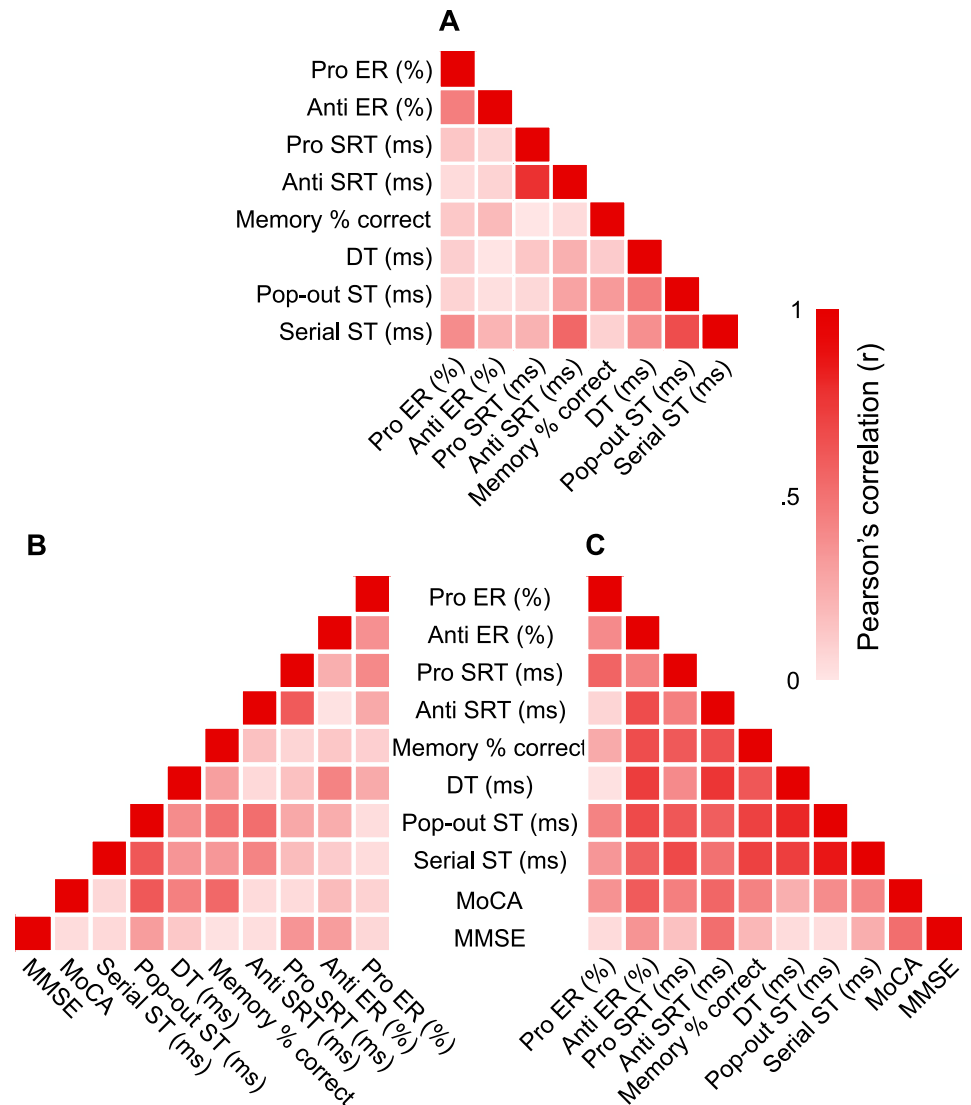 A
Pro ER (%)
Anti ER (%)
Pro SRT (ms)
Anti SRT (ms)
Memory % correct
DT (ms)
Pop-out ST (ms)
Serial ST (ms)
Pro ER (%)
Anti ER (%)
Pro SRT (ms)
Anti SRT (ms)
Memory % correct
DT (ms)
Pop-out ST (ms)
Serial ST (ms)
1
.5
0
Pearson's correlation (r)
B
C
Pro ER (%)
Anti ER (%)
Pro SRT (ms)
Anti SRT (ms)
Memory % correct
DT (ms)
Pop-out ST (ms)
Serial ST (ms)
MoCA
MMSE
MMSE
MoCA
Serial ST (ms)
Pop-out ST (ms)
DT (ms)
Memory % correct
Anti SRT (ms)
Pro SRT (ms)
Anti ER (%)
Pro ER (%)
Pro ER (%)
Anti ER (%)
Pro SRT (ms)
Anti SRT (ms)
Memory % correct
DT (ms)
Pop-out ST (ms)
Serial ST (ms)
MoCA
MMSE